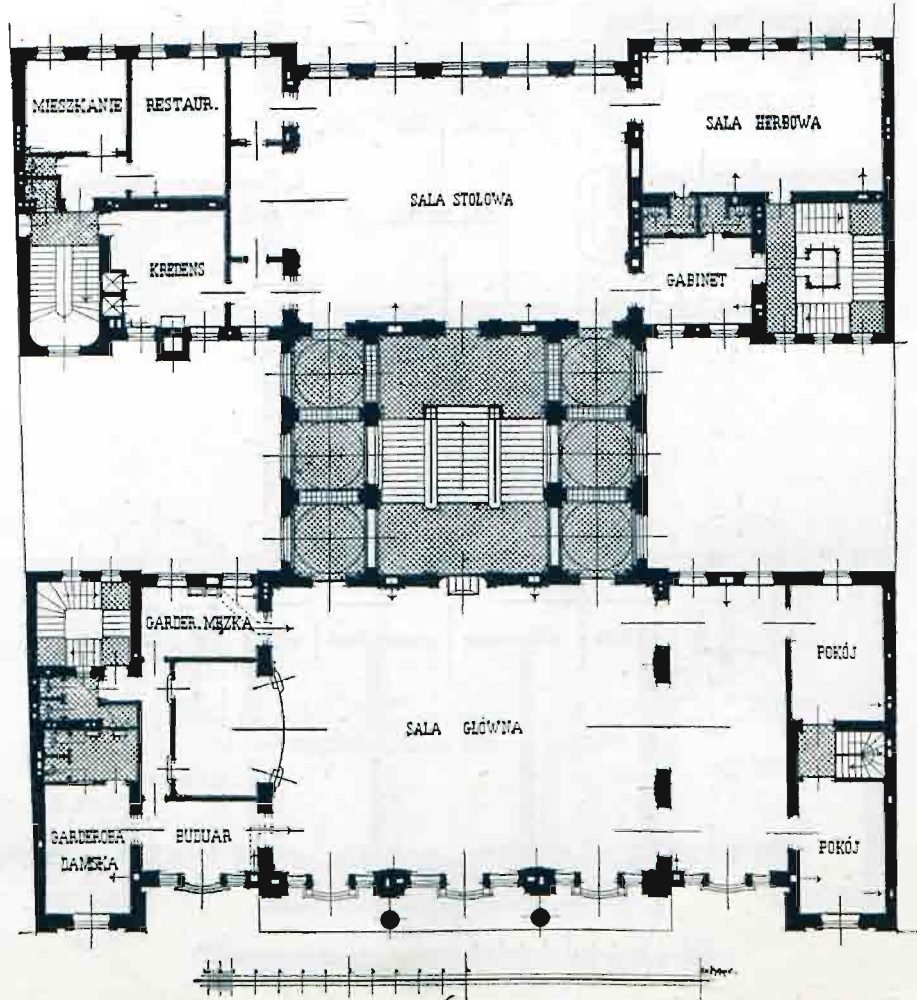 MIESZKANIE
RESTAUR.
SALA HERBOWA
SALA STOŁOWA
KREDENS
GABINET
GARDER. MĘZKA
POKÓJ
SALA GŁÓWNA
GARDEROBA
DAMSKA
BUDUAR
POKÓJ